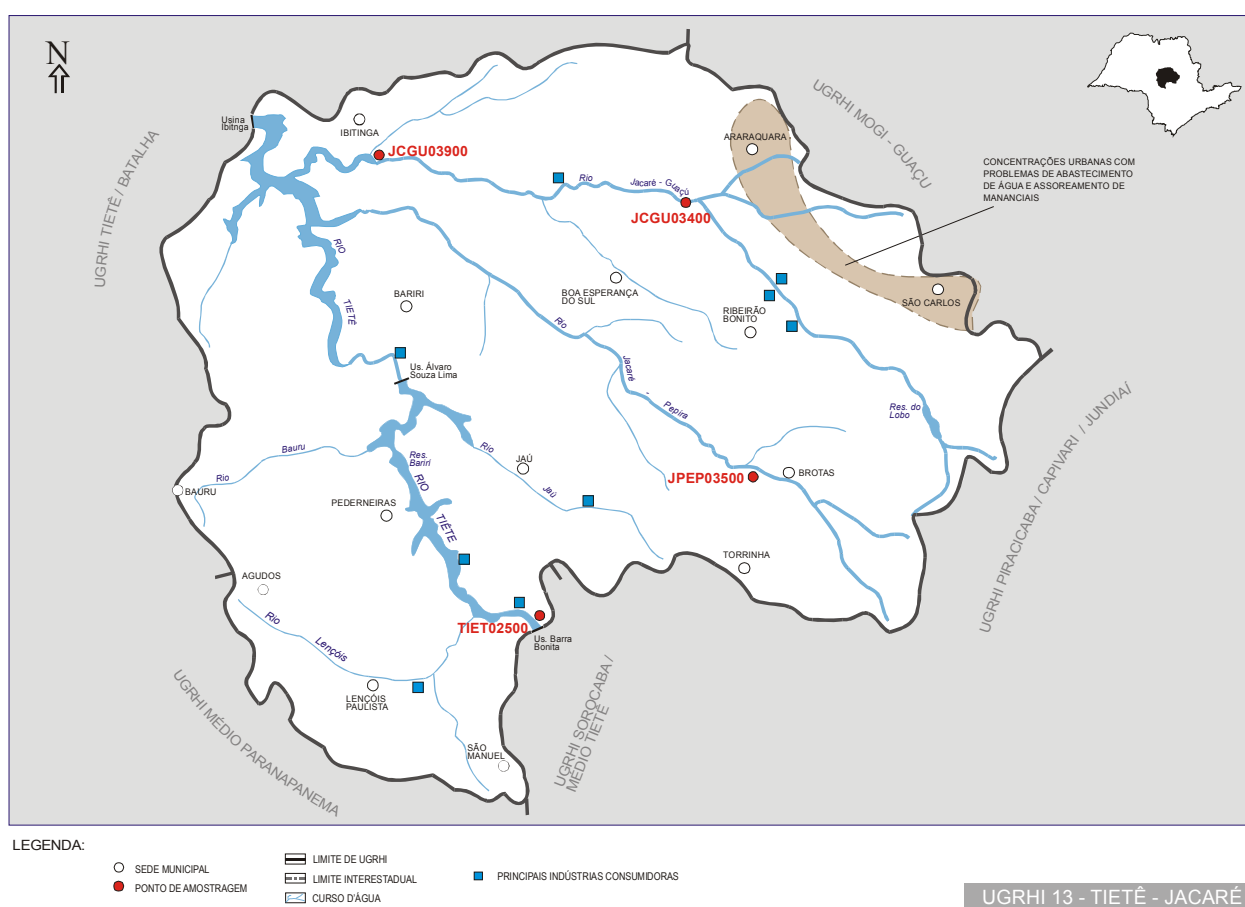 N
UGRHI MOGI - GUAÇU
UGRHI TIETÊ / BATALHA
Usina
Ibitnga
IBITINGA
JCGU03900
ARARAQUARA
CONCENTRAÇÕES URBANAS COM
PROBLEMAS DE ABASTECIMENTO
DE ÁGUA E ASSOREAMENTO DE
MANANCIAIS
Rio
Jacaré - Guaçú
JCGU03400
RIO
TIETÊ
BARIRI
BOA ESPERANÇA
DO SUL
RIBEIRÃO
BONITO
SÃO CARLOS
Rio
Jacaré
-
Pepira
Us. Álvaro
Souza Lima
Res. do
Lobo
Rio
Bauru
BAURU
Res.
Bariri
RIO
TIÊTE
Rio
Jaú
JAÚ
JPEP03500
BROTAS
PEDERNEIRAS
TORRINHA
AGUDOS
Rio
Lençóis
TIET02500
Us. Barra
Bonita
LENÇÓIS
PAULISTA
SÃO
MANUEL
UGRHI PIRACICABA / CAPIVARI / JUNDIAÍ
UGRHI MÉDIO PARANAPANEMA
UGRHI SOROCABA /
MÉDIO TIETÊ
LEGENDA:
SEDE MUNICIPAL
PONTO DE AMOSTRAGEM
LIMITE DE UGRHI
LIMITE INTERESTADUAL
CURSO D'ÁGUA
PRINCIPAIS INDÚSTRIAS CONSUMIDORAS
UGRHI 13 - TIETÊ - JACARÉ